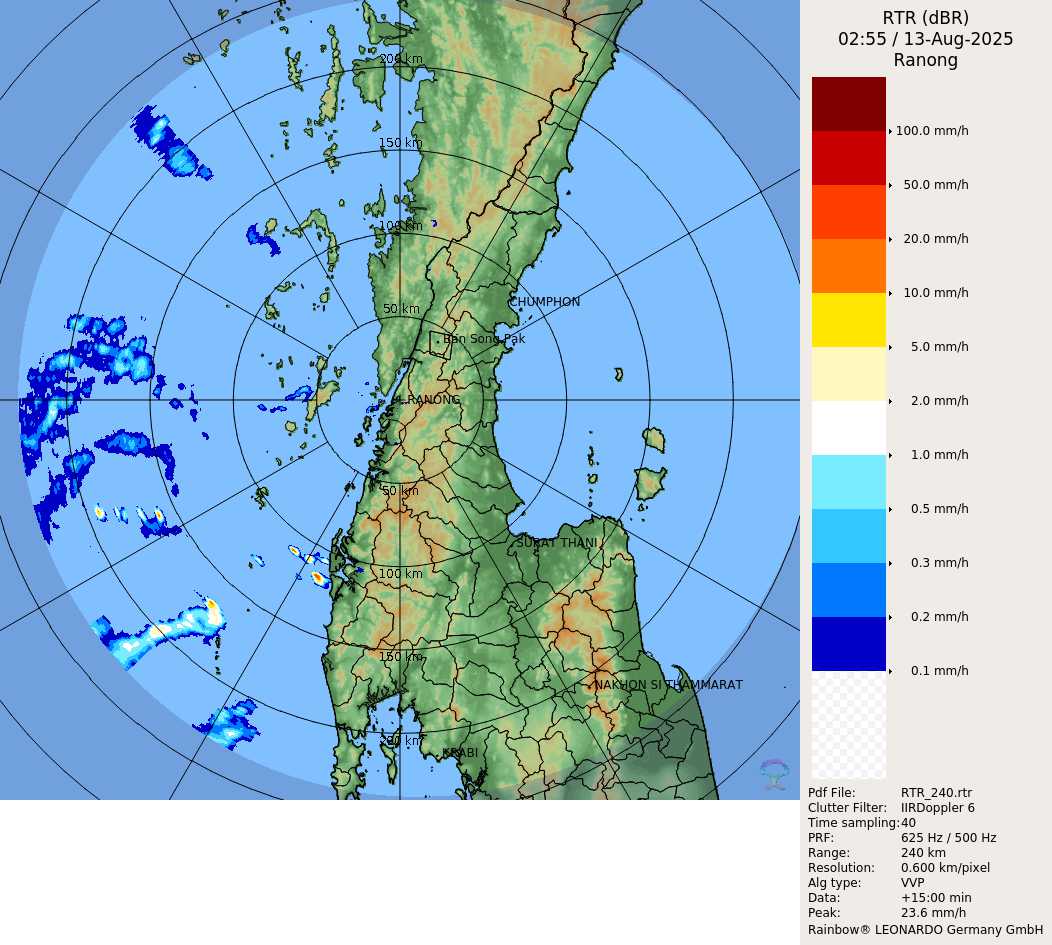 RTR (dBR)
02:55 / 13-Aug-2025
Ranong
100.0 mm/h
50.0 mm/h
20.0 mm/h
10.0 mm/h
5.0 mm/h
2.0 mm/h
1.0 mm/h
0.5 mm/h
0.3 mm/h
0.2 mm/h
0.1 mm/h
200 km
150 km
100 km
50 km
CHUMPHON
Ban Song Pak
RANONG
50 km
SURAT THANI
100 km
150 km
NAKHON SI THAMMARAT
200 km
KRABI
Pdf File: RTR_240.rtr
Clutter Filter: IIRDoppler 6
Time sampling: 40
PRF: 625 Hz / 500 Hz
Range: 240 km
Resolution: 0.600 km/pixel
Alg type: VVP
Data: +15:00 min
Peak: 23.6 mm/h
Rainbow® LEONARDO Germany GmbH